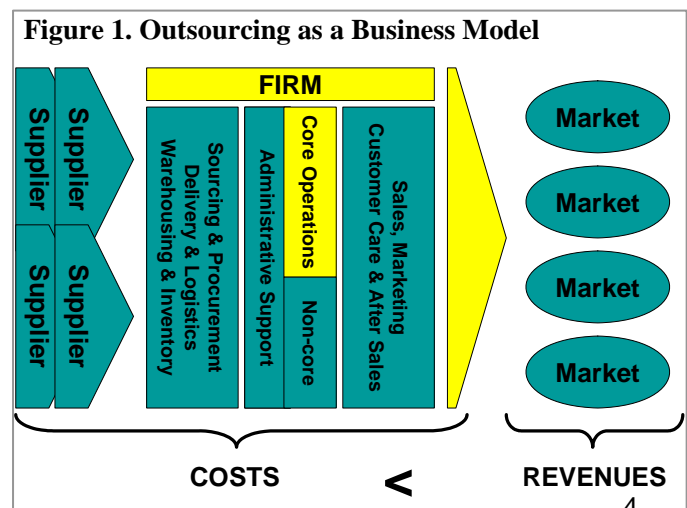 Figure 1. Outsourcing as a Business Model
FIRM
Supplier
Supplier
Supplier
Supplier
Sourcing & Procurement
Delivery & Logistics
Warehousing & Inventory
Administrative Support
Core Operations
Non-core
Sales, Marketing
Customer Care & After Sales
Market
Market
Market
Market
COSTS
<
REVENUES
4